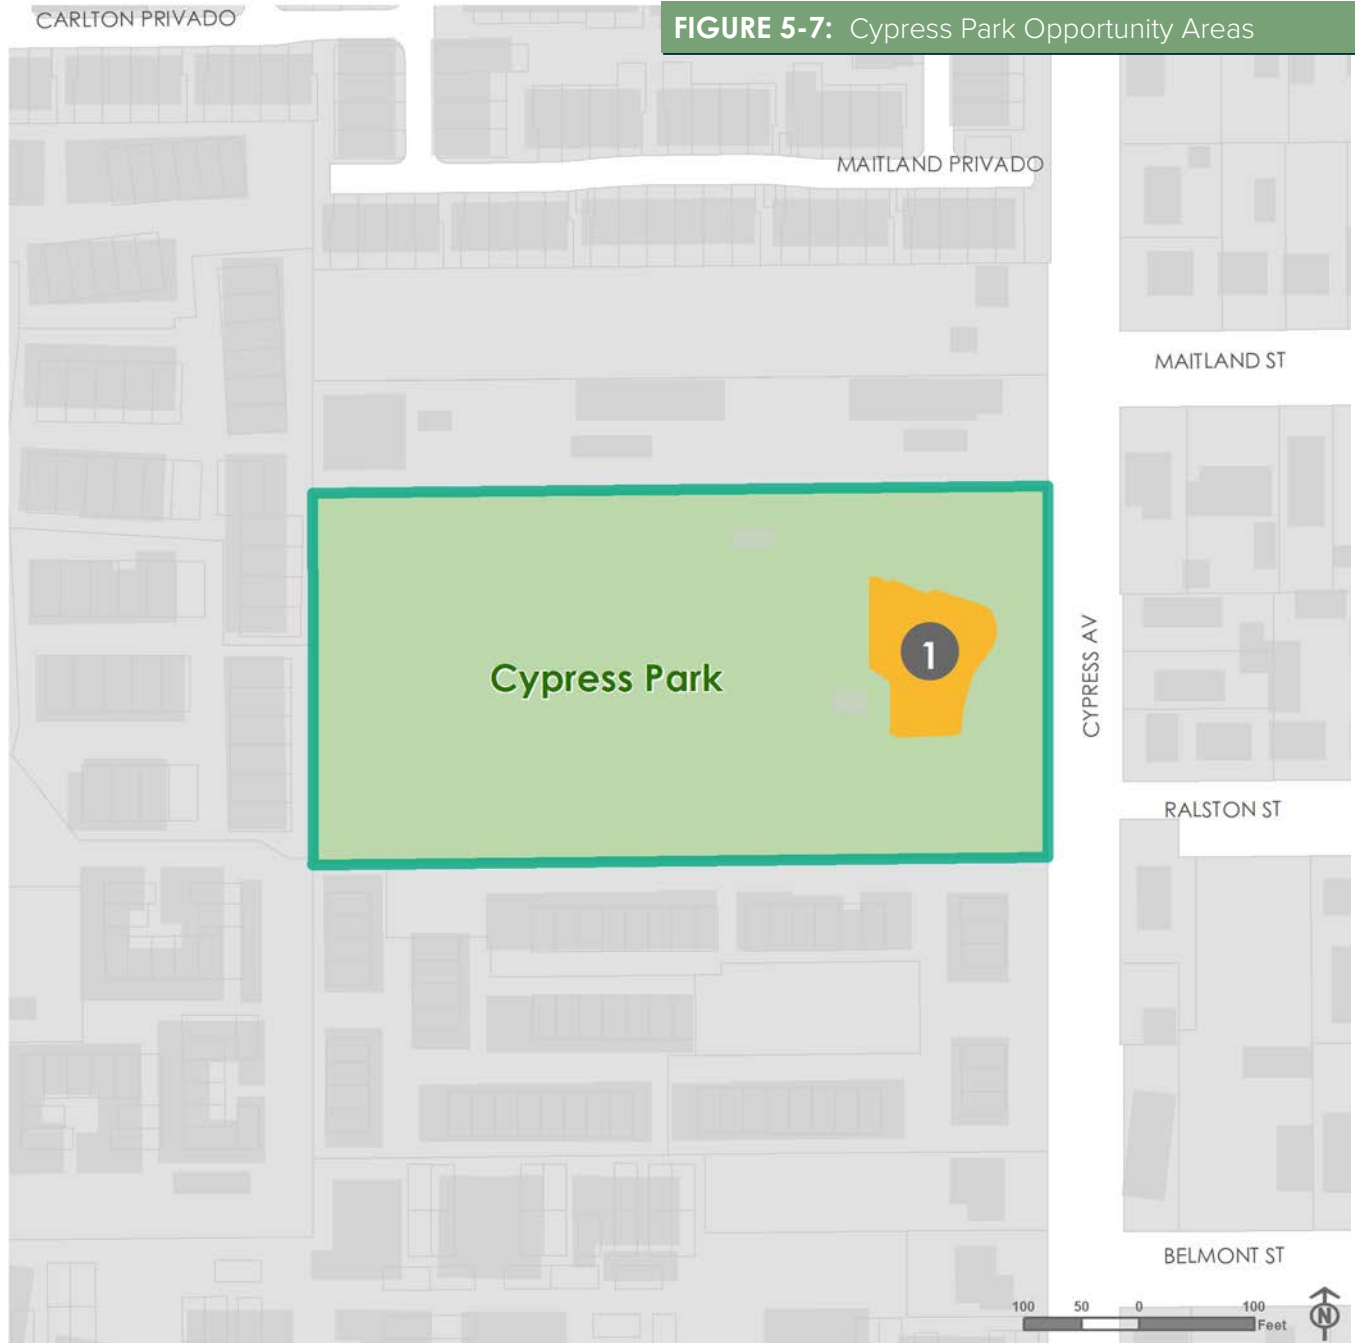 CARLTON PRIVADO
FIGURE 5-7: Cypress Park Opportunity Areas
MAITLAND PRIVADO
MAITLAND ST
CYPRESS AV
1
Cypress Park
RALSTON ST
BELMONT ST
100 50 0 100
Feet
N